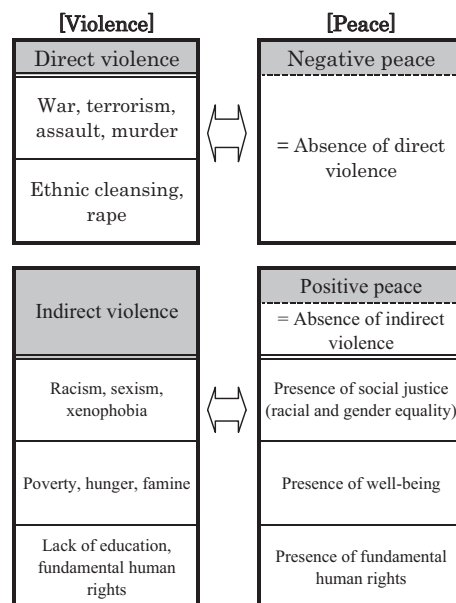 [Violence]
[Peace]
Direct violence
War, terrorism,
assault, murder
Ethnic cleansing,
rape
Negative peace
= Absence of direct
violence
Indirect violence
Racism, sexism,
xenophobia
Poverty, hunger, famine
Lack of education,
fundamental human
rights
Positive peace
= Absence of indirect
violence
Presence of social justice
(racial and gender equality)
Presence of well-being
Presence of fundamental
human rights